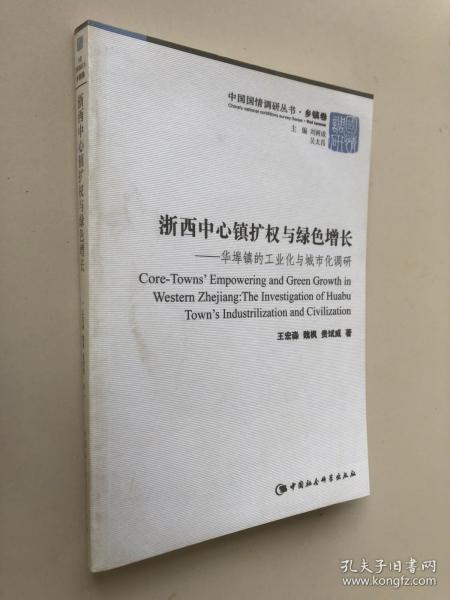 中国国情调研丛书·乡镇卷
Chinese national conditions survey Series
主 编 刘树成
吴太昌
浙西中心镇扩权与绿色增长
——华埠镇的工业化与城市化调研
Core-Towns' Empowering and Green Growth in
Western Zhejiang:The Investigation of Huabu
Town's Industrilization and Civilization
王宏淼 魏枫 贵斌威 著
中国社会科学出版社
浙西中心镇扩权与绿色增长
孔夫子旧书网
www.kongfz.com